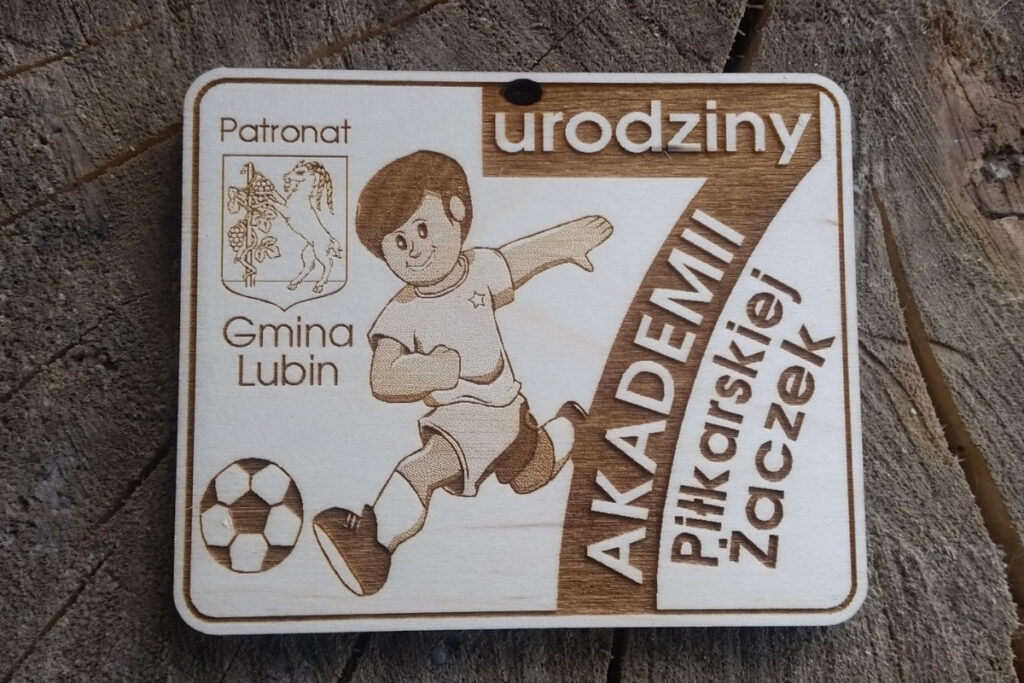 Patronat
Gmina
Lubin
7
urodziny
AKADEMII
Piłkarskiej
Żaczek